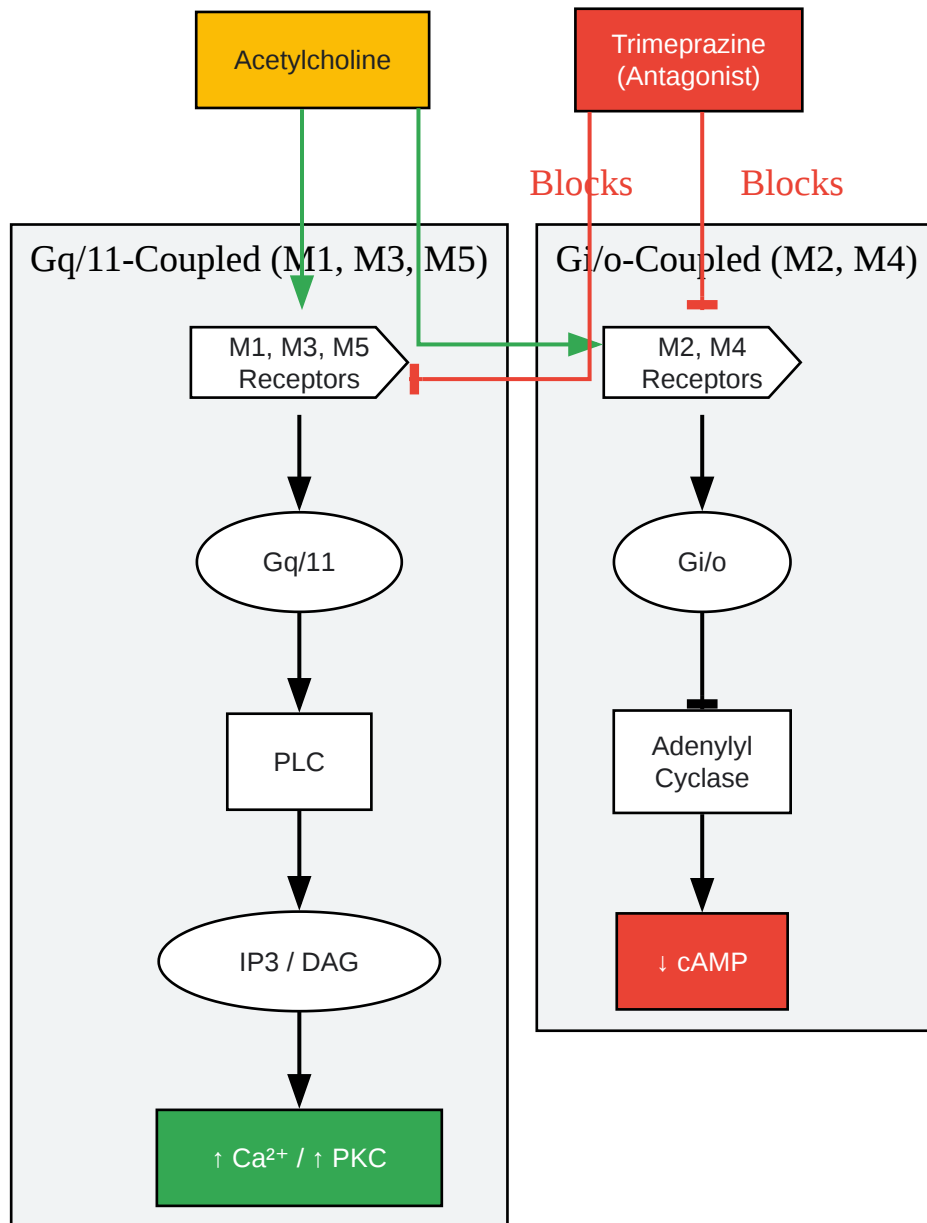 Acetylcholine
Trimeprazine
(Antagonist)
Blocks
Blocks
Gq/11-Coupled (M1, M3, M5)
Gi/o-Coupled (M2, M4)
M1, M3, M5
Receptors
M2, M4
Receptors
Gq/11
Gi/o
PLC
Adenylyl
Cyclase
IP3 / DAG
↓ cAMP
↑ Ca²⁺ / ↑ PKC